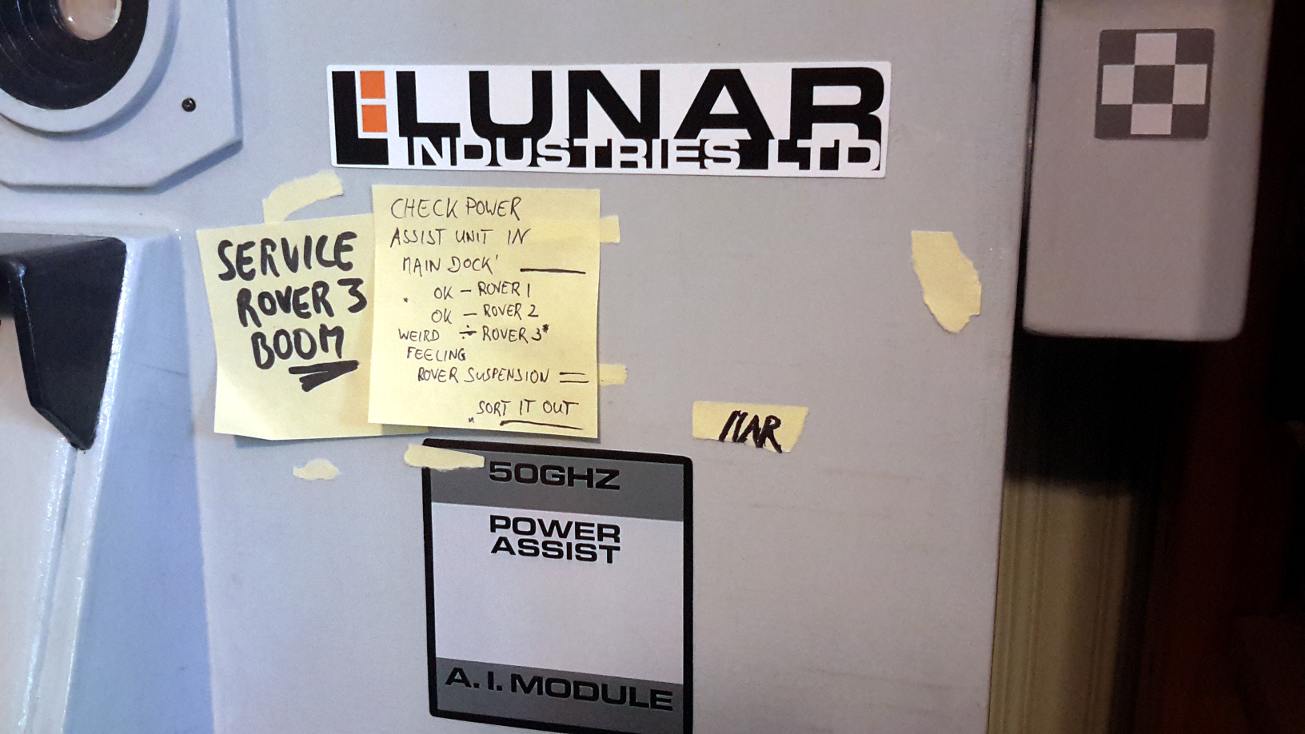 LUNAR
INDUSTRIES LTD
SERVICE
ROVER 3
BOOM
CHECK POWER
ASSIST UNIT IN
MAIN DOCK'
OK – ROVER 1
OK – ROVER 2
WEIRD ÷ ROVER 3*
FEELING
ROVER SUSPENSION =
SORT IT OUT
MAR
50GHZ
POWER
ASSIST
A.I. MODULE